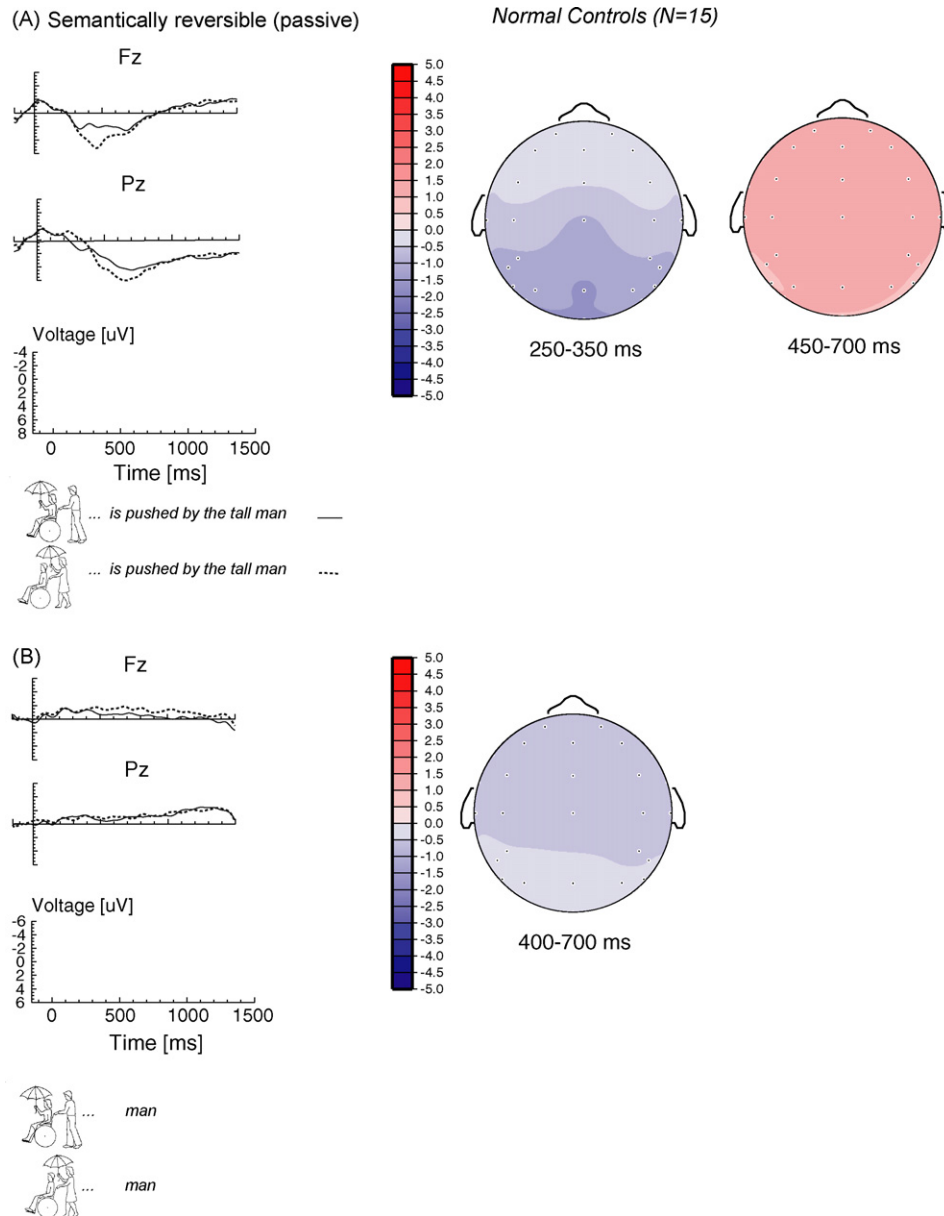 (A) Semantically reversible (passive)
Normal Controls (N=15)
Fz
Pz
Voltage [uV]
-4
-2
0
2
4
6
8
0 500 1000 1500
Time [ms]
... is pushed by the tall man
... is pushed by the tall man
5.0
4.5
4.0
3.5
3.0
2.5
2.0
1.5
1.0
0.5
0.0
-0.5
-1.0
-1.5
-2.0
-2.5
-3.0
-3.5
-4.0
-4.5
-5.0
250-350 ms
450-700 ms
(B)
Fz
Pz
Voltage [uV]
-6
-4
-2
0
2
4
6
0 500 1000 1500
Time [ms]
... man
... man
5.0
4.5
4.0
3.5
3.0
2.5
2.0
1.5
1.0
0.5
0.0
-0.5
-1.0
-1.5
-2.0
-2.5
-3.0
-3.5
-4.0
-4.5
-5.0
400-700 ms